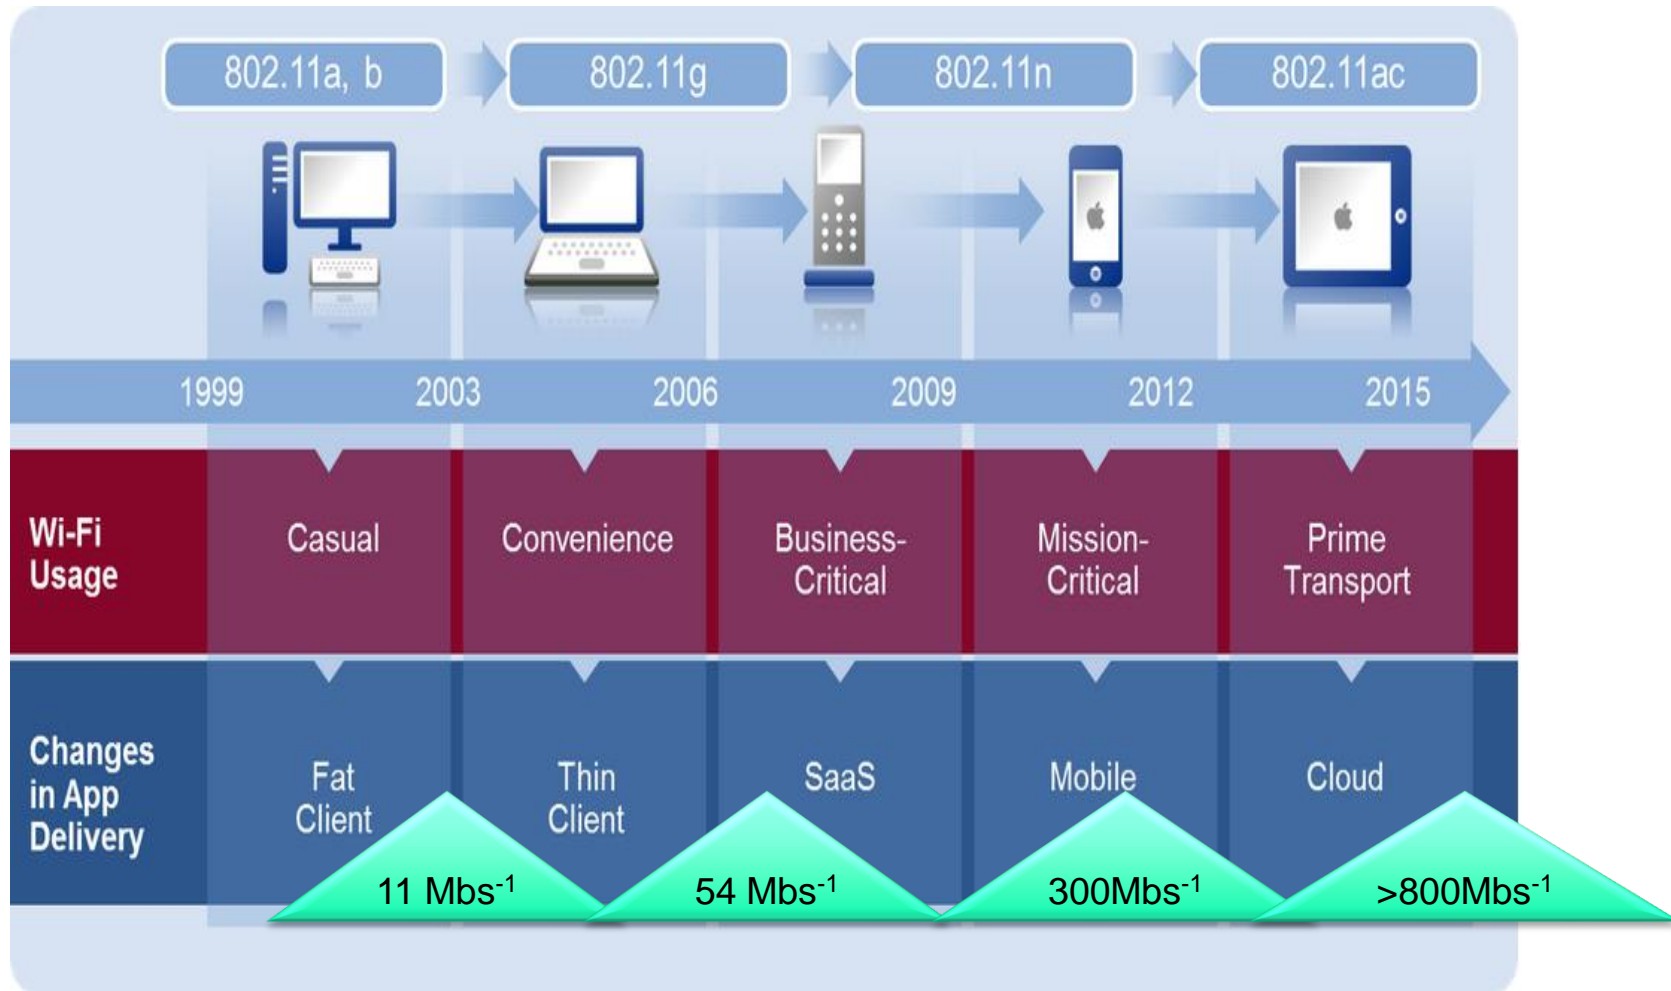 802.11a, b
802.11g
802.11n
802.11ac
1999
2003
2006
2009
2012
2015
Wi-Fi
Usage
Casual
Convenience
Business-
Critical
Mission-
Critical
Prime
Transport
Changes
in App
Delivery
Fat
Client
Thin
Client
SaaS
Mobile
Cloud
11 Mbs⁻¹
54 Mbs⁻¹
300Mbs⁻¹
>800Mbs⁻¹